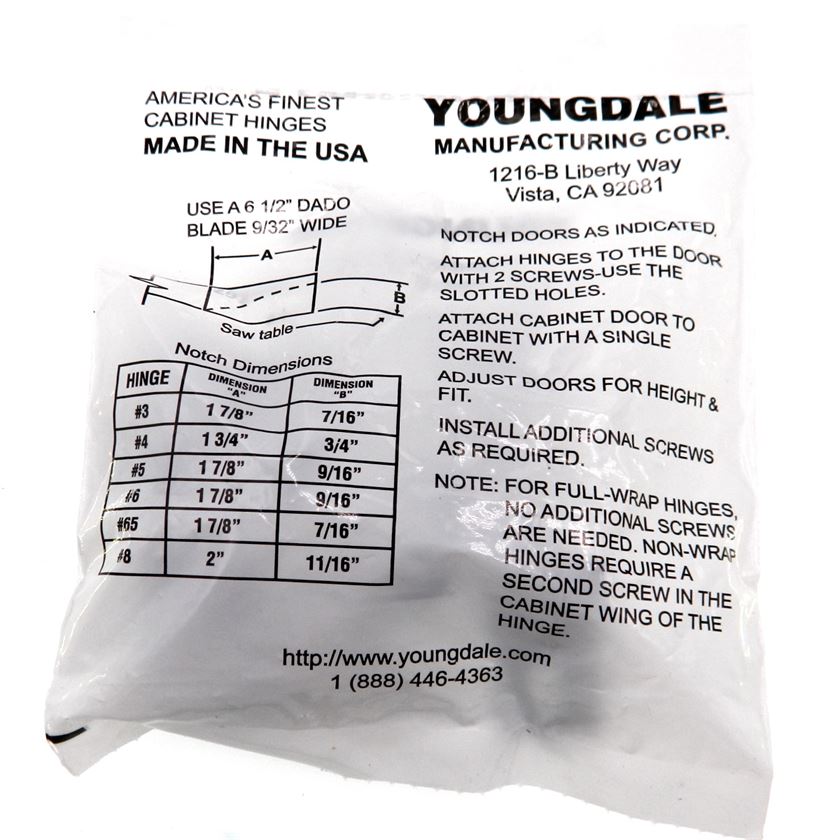 AMERICA'S FINEST
CABINET HINGES
MADE IN THE USA
YOUNGDALE
MANUFACTURING CORP.
1216-B Liberty Way
Vista, CA 92081
USE A 6 1/2" DADO
BLADE 9/32" WIDE
A
B
Saw table
Notch Dimensions
HINGE DIMENSION "A" DIMENSION "B"
#3 1 7/8" 7/16"
#4 1 3/4" 3/4"
#5 1 7/8" 9/16"
#6 1 7/8" 9/16"
#65 1 7/8" 7/16"
#8 2" 11/16"
NOTCH DOORS AS INDICATED.
ATTACH HINGES TO THE DOOR
WITH 2 SCREWS-USE THE
SLOTTED HOLES.
ATTACH CABINET DOOR TO
CABINET WITH A SINGLE
SCREW.
ADJUST DOORS FOR HEIGHT &
FIT.
INSTALL ADDITIONAL SCREWS
AS REQUIRED.
NOTE: FOR FULL-WRAP HINGES,
NO ADDITIONAL SCREWS
ARE NEEDED. NON-WRAP
HINGES REQUIRE A
SECOND SCREW IN THE
CABINET WING OF THE
HINGE.
http://www.youngdale.com
1 (888) 446-4363